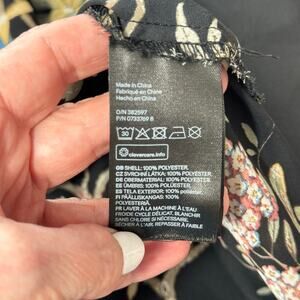 Made in China
Fabriqué en Chine
Hecho en China
O/N 382597
P/N 0733769 B
clevercare.info
GB SHELL: 100% POLYESTER.
CZ SVRCHNÍ LÁTKA: 100% POLYESTER.
DE OBERMATERIAL: 100% POLYESTER.
EE ÜMBRIS: 100% POLÜESTER.
ES TELA EXTERIOR: 100% poliéster.
FI PÄÄLLISKANGAS: 100%
POLYESTERIÄ.
FR LAVER À LA MACHINE À L'EAU
FROIDE CYCLE DÉLICAT. BLANCHIR
SANS CHLORE SI NÉCESSAIRE.
SÉCHER À L'AIR. REPASSER À FAIBLE